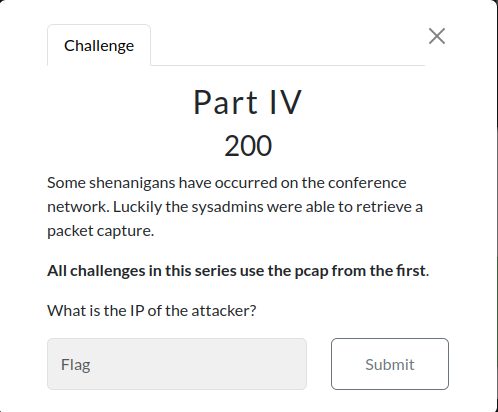 Challenge
Part IV
200
Some shenanigans have occurred on the conference
network. Luckily the sysadmins were able to retrieve a
packet capture.
All challenges in this series use the pcap from the first.
What is the IP of the attacker?
Flag
Submit